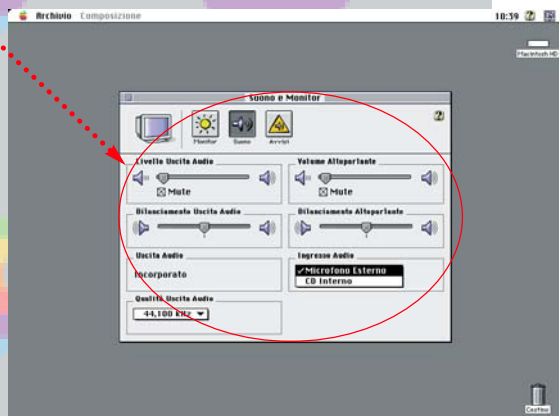 Archivio Composizione 10:39
Macintosh HD
Suono e Monitor
Monitor Suono Avvisi
Livello Uscita Audio
Mute
Volume Altoparlante
Mute
Bilanciamento Uscita Audio
Bilanciamento Altoparlante
Uscita Audio
Incorporato
Ingresso Audio
✓Microfono Esterno
CD Interno
Qualità Uscita Audio
44,100 kHz
Cestino